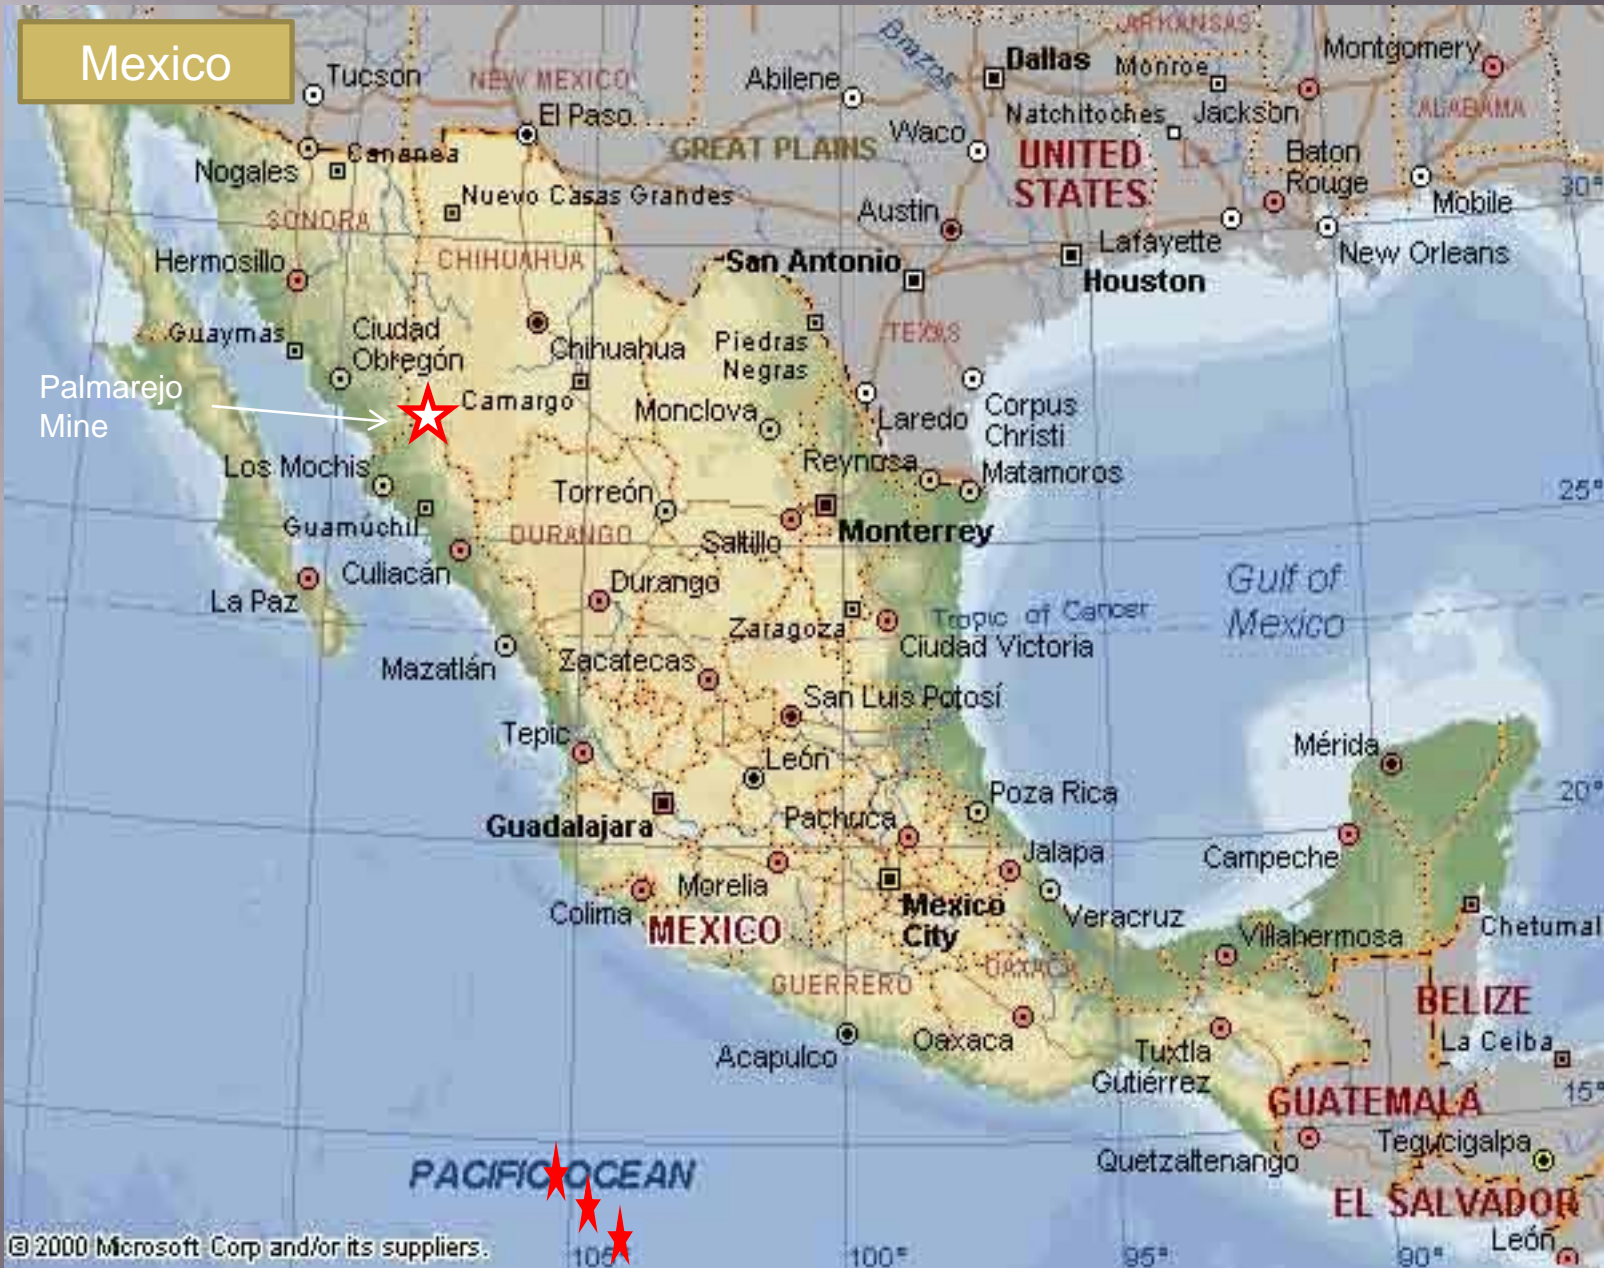 Mexico
Tucson
NEW MEXICO
Abilene
Brazos
Dallas
ARKANSAS
Monroe
Montgomery
ALABAMA
El Paso
Natchitoches
Jackson
GREAT PLAINS
Waco
UNITED
STATES
LA
Baton
Rouge
Mobile
30°
Nogales
Cananea
Nuevo Casas Grandes
SONORA
Austin
Lafayette
New Orleans
Hermosillo
CHIHUAHUA
San Antonio
Houston
Guaymas
Ciudad
Obregón
Chihuahua
Piedras
Negras
TEXAS
Palmarejo
Mine
Camargo
Monclova
Laredo
Corpus
Christi
Los Mochis
Reynosa
Matamoros
Torreón
25°
Guamúchil
DURANGO
Saltillo
Monterrey
Culiacán
Durango
Gulf of
Mexico
La Paz
Zaragoza
Tropic of Cancer
Ciudad Victoria
Mazatlán
Zacatecas
San Luis Potosí
Tepic
León
Mérida
Poza Rica
20°
Guadalajara
Pachuca
Jalapa
Campeche
Morelia
Colima
MEXICO
Mexico
City
Veracruz
Villahermosa
Chetumal
GUERRERO
OAXACA
BELIZE
Acapulco
Oaxaca
Tuxtla
Gutiérrez
La Ceiba
GUATEMALA
15°
Quetzaltenango
Tegucigalpa
PACIFIC OCEAN
EL SALVADOR
León
© 2000 Microsoft Corp and/or its suppliers.
105°
100°
95°
90°